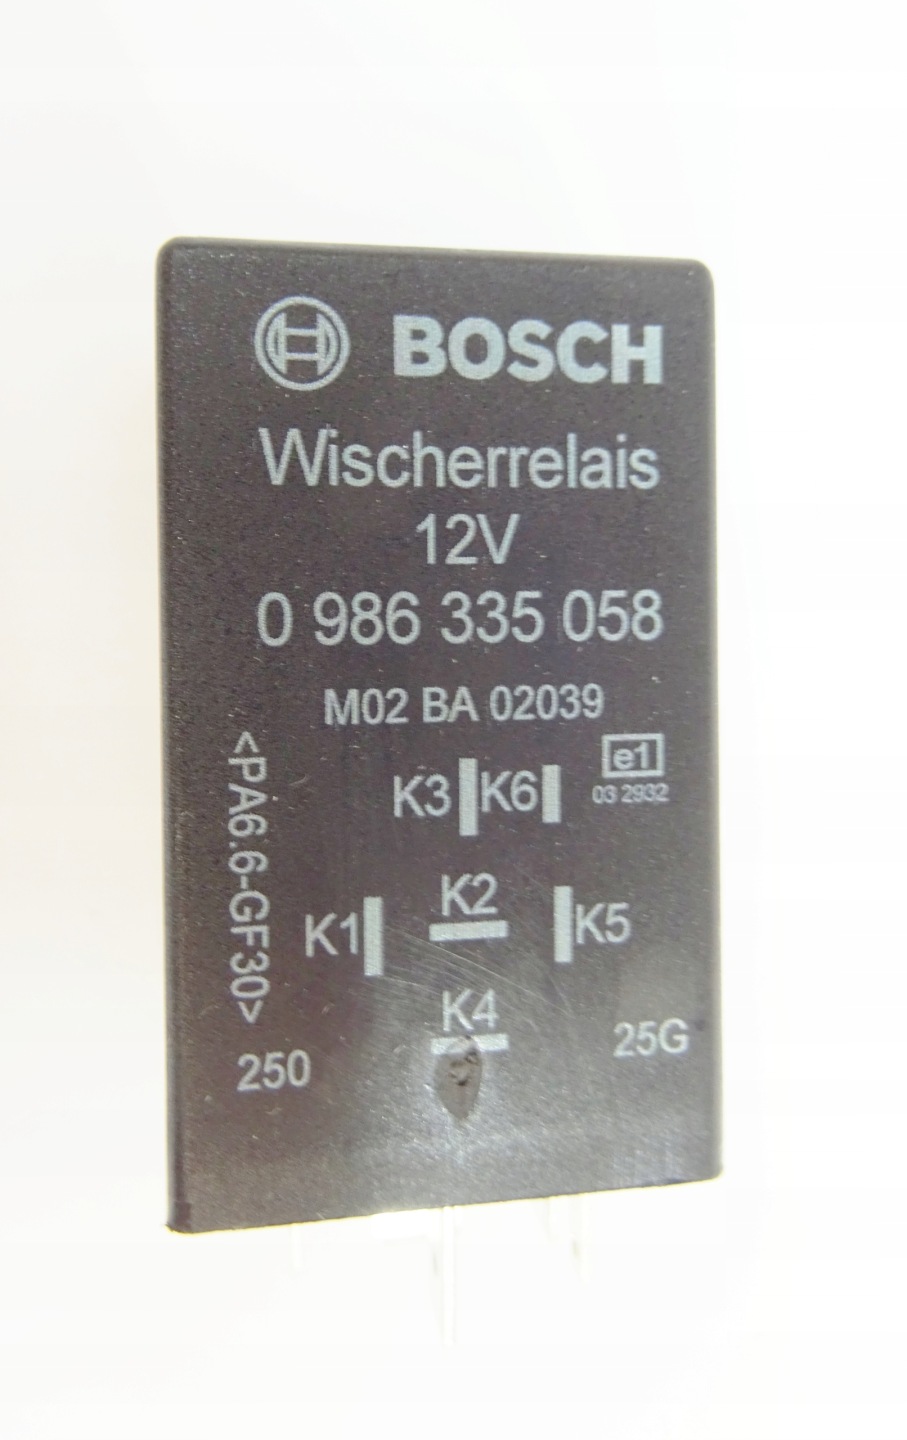 BOSCH
Wischerrelais
12V
0 986 335 058
M02 BA 02039
e1
03 2932
K3 K6
K2
K1 K5
K4
<PA6.6-GF30>
250 25G